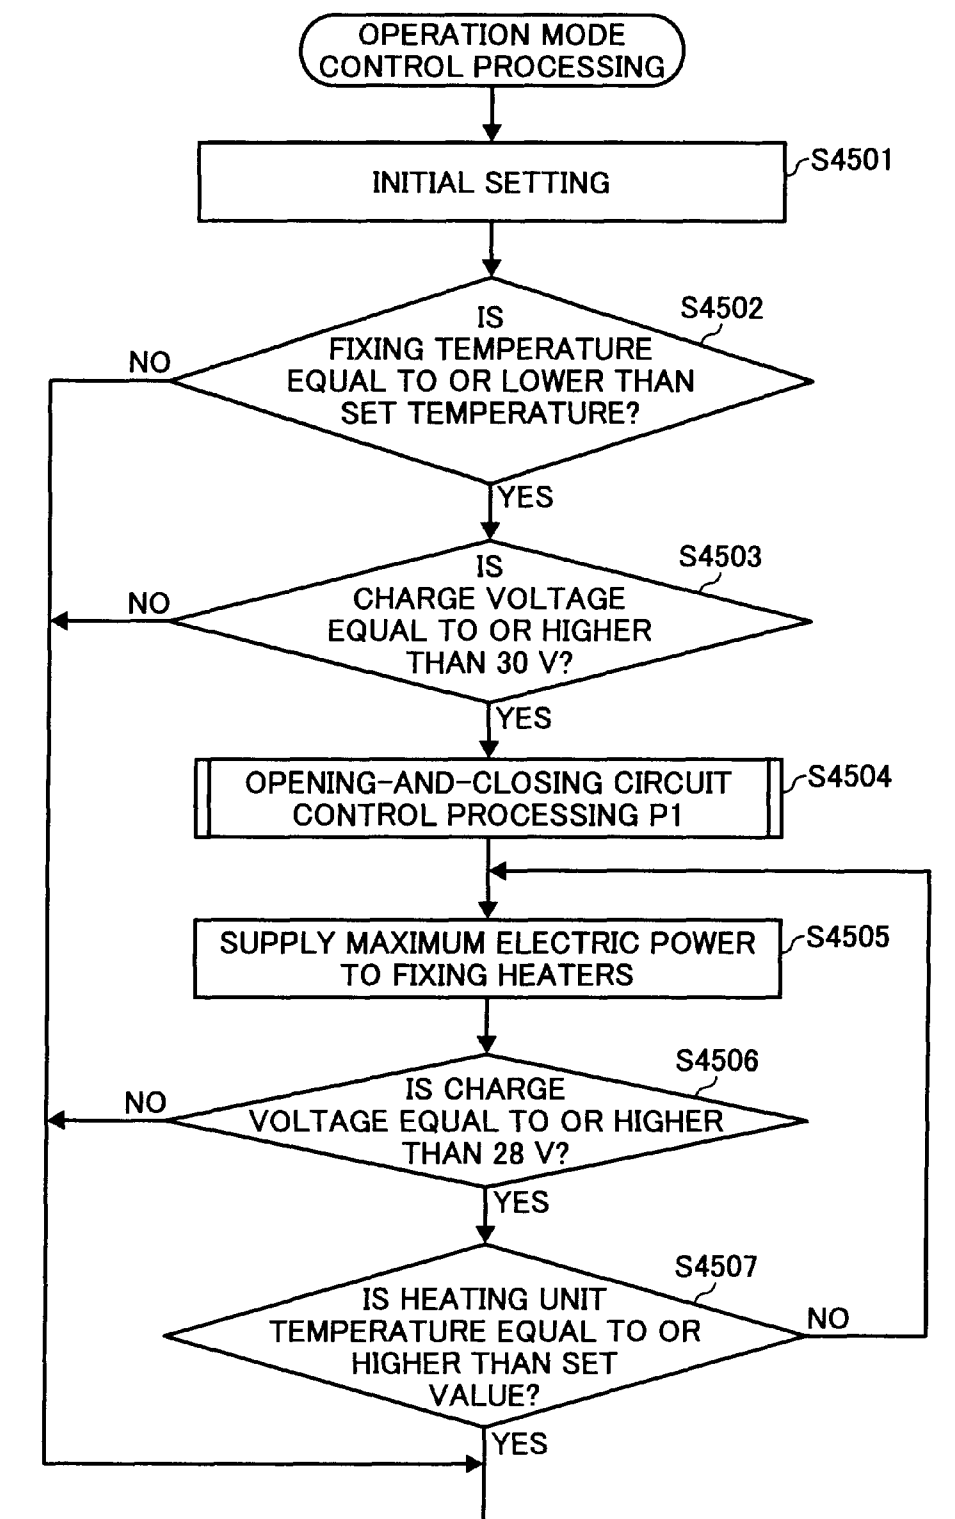 OPERATION MODE
CONTROL PROCESSING
INITIAL SETTING
S4501
IS
FIXING TEMPERATURE
EQUAL TO OR LOWER THAN
SET TEMPERATURE?
S4502
NO
YES
IS
CHARGE VOLTAGE
EQUAL TO OR HIGHER
THAN 30 V?
S4503
NO
YES
OPENING-AND-CLOSING CIRCUIT
CONTROL PROCESSING P1
S4504
SUPPLY MAXIMUM ELECTRIC POWER
TO FIXING HEATERS
S4505
IS CHARGE
VOLTAGE EQUAL TO OR HIGHER
THAN 28 V?
S4506
NO
YES
IS HEATING UNIT
TEMPERATURE EQUAL TO OR
HIGHER THAN SET
VALUE?
S4507
NO
YES